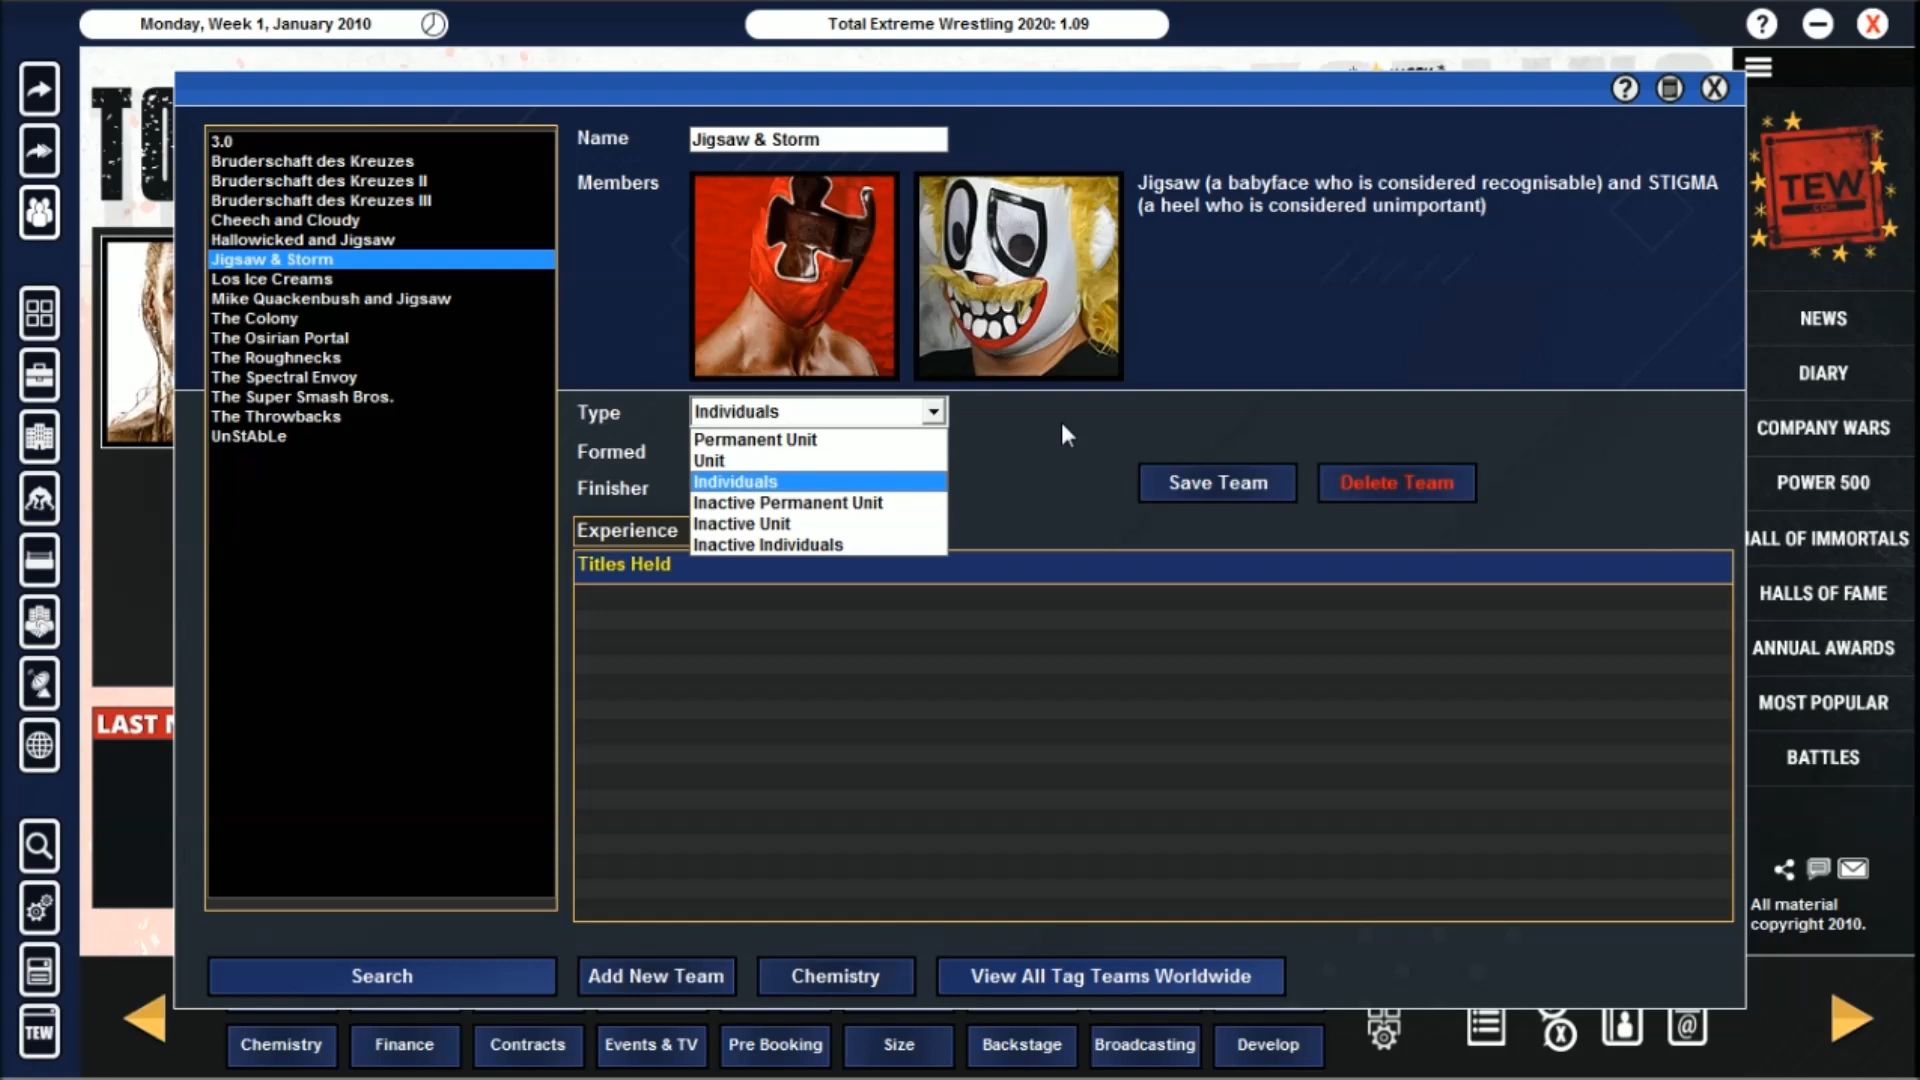 Monday, Week 1, January 2010
Total Extreme Wrestling 2020: 1.09
?
X
? X
3.0
Bruderschaft des Kreuzes
Bruderschaft des Kreuzes II
Bruderschaft des Kreuzes III
Cheech and Cloudy
Hallowicked and Jigsaw
Jigsaw & Storm
Los Ice Creams
Mike Quackenbush and Jigsaw
The Colony
The Osirian Portal
The Roughnecks
The Spectral Envoy
The Super Smash Bros.
The Throwbacks
UnStAbLe
Name
Jigsaw & Storm
Members
Jigsaw (a babyface who is considered recognisable) and STIGMA
(a heel who is considered unimportant)
Type
Individuals
Permanent Unit
Unit
Individuals
Inactive Permanent Unit
Inactive Unit
Inactive Individuals
Formed
Finisher
Experience
Save Team
Delete Team
Titles Held
Search
Add New Team
Chemistry
View All Tag Teams Worldwide
TEW
.COM
NEWS
DIARY
COMPANY WARS
POWER 500
HALL OF IMMORTALS
HALLS OF FAME
ANNUAL AWARDS
MOST POPULAR
BATTLES
All material
copyright 2010.
LAST
TEW
Chemistry
Finance
Contracts
Events & TV
Pre Booking
Size
Backstage
Broadcasting
Develop
@